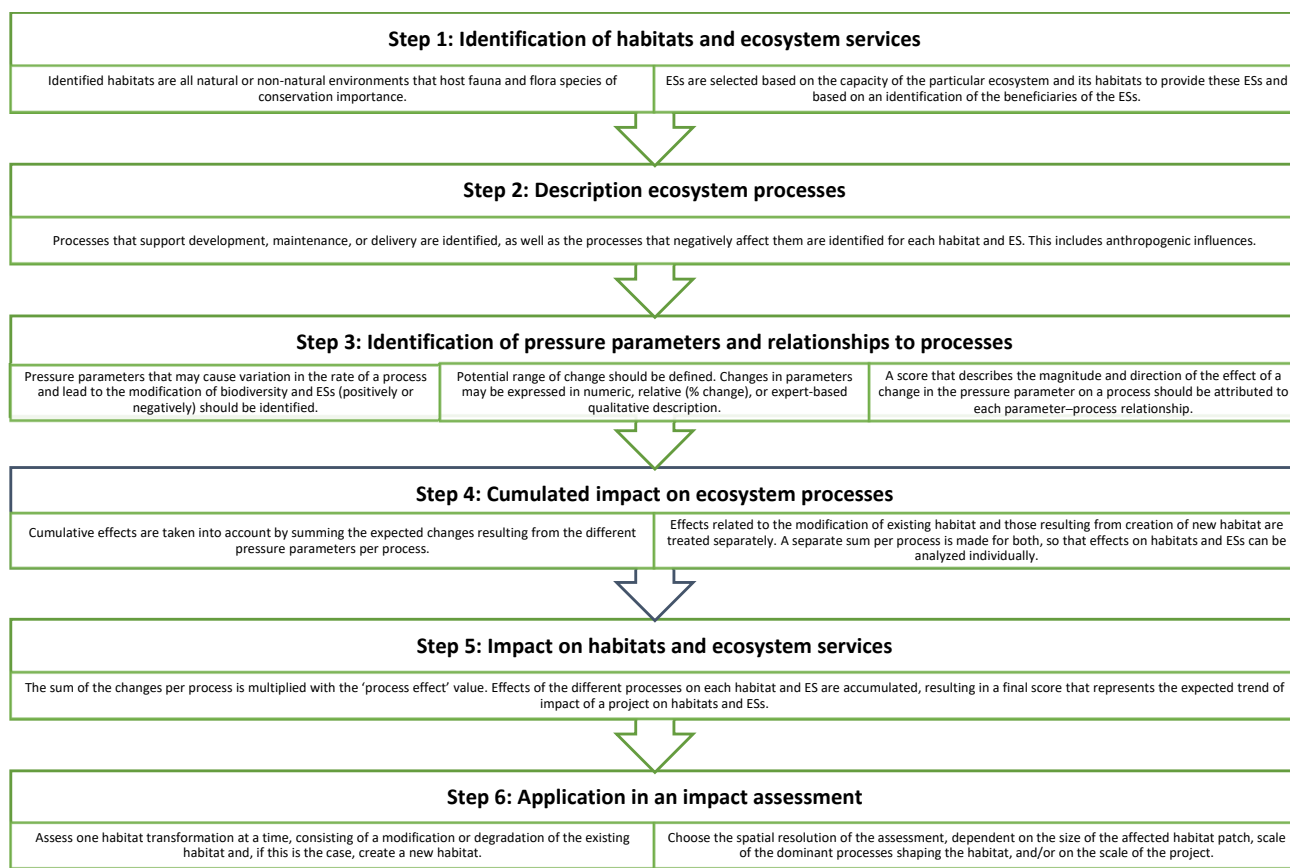 Step 1: Identification of habitats and ecosystem services
Identified habitats are all natural or non-natural environments that host fauna and flora species of
conservation importance.
ESs are selected based on the capacity of the particular ecosystem and its habitats to provide these ESs and
based on an identification of the beneficiaries of the ESs.
Step 2: Description ecosystem processes
Processes that support development, maintenance, or delivery are identified, as well as the processes that negatively affect them are identified for each habitat and ES. This includes anthropogenic influences.
Step 3: Identification of pressure parameters and relationships to processes
Pressure parameters that may cause variation in the rate of a process
and lead to the modification of biodiversity and ESs (positively or
negatively) should be identified.
Potential range of change should be defined. Changes in parameters
may be expressed in numeric, relative (% change), or expert-based
qualitative description.
A score that describes the magnitude and direction of the effect of a
change in the pressure parameter on a process should be attributed to
each parameter–process relationship.
Step 4: Cumulated impact on ecosystem processes
Cumulative effects are taken into account by summing the expected changes resulting from the different
pressure parameters per process.
Effects related to the modification of existing habitat and those resulting from creation of new habitat are
treated separately. A separate sum per process is made for both, so that effects on habitats and ESs can be
analyzed individually.
Step 5: Impact on habitats and ecosystem services
The sum of the changes per process is multiplied with the ‘process effect’ value. Effects of the different processes on each habitat and ES are accumulated, resulting in a final score that represents the expected trend of
impact of a project on habitats and ESs.
Step 6: Application in an impact assessment
Assess one habitat transformation at a time, consisting of a modification or degradation of the existing
habitat and, if this is the case, create a new habitat.
Choose the spatial resolution of the assessment, dependent on the size of the affected habitat patch, scale
of the dominant processes shaping the habitat, and/or on the scale of the project.